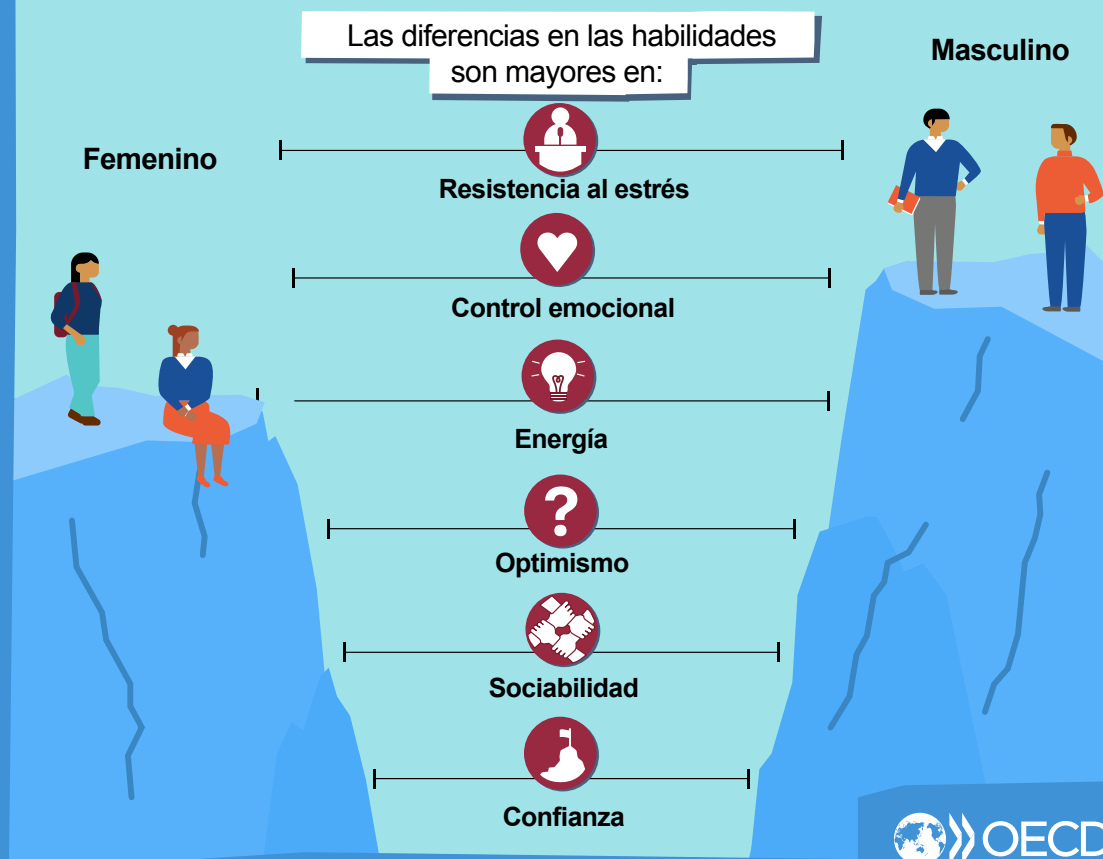 Las diferencias en las habilidades
son mayores en:
Masculino
Femenino
Resistencia al estrés
Control emocional
Energía
?
Optimismo
Sociabilidad
Confianza
OECD